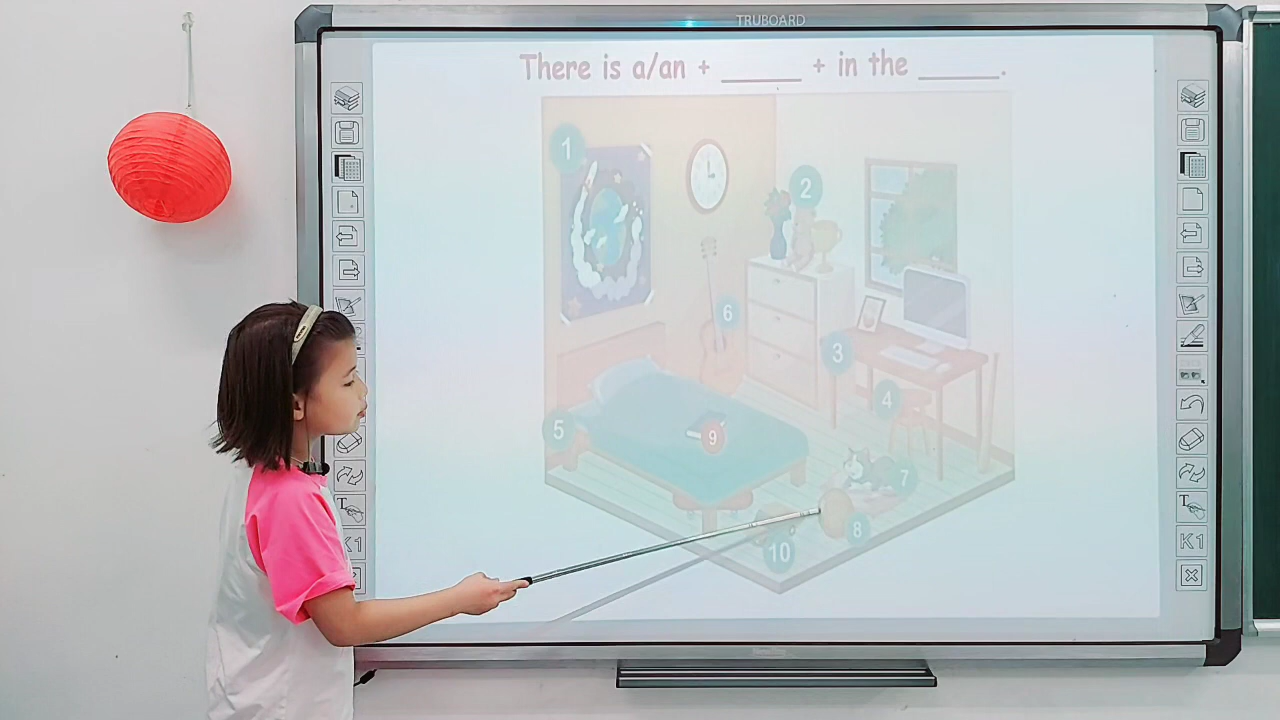 TRUBOARD
There is a/an + ______ + in the ______.
1
2
6
3
4
5
9
7
8
10
K1
K1